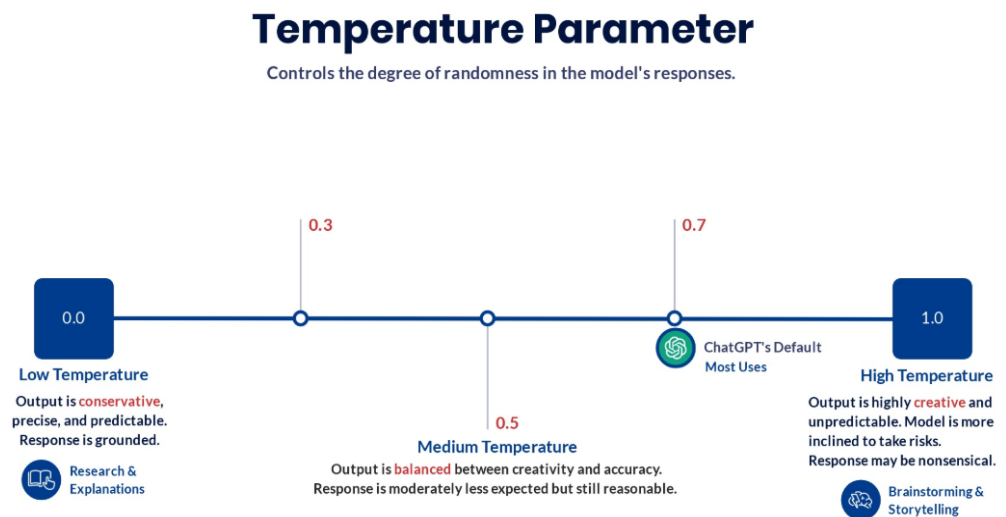 Temperature Parameter
Controls the degree of randomness in the model's responses.
0.3
0.7
0.0
1.0
ChatGPT's Default
Most Uses
Low Temperature
Output is conservative,
precise, and predictable.
Response is grounded.
Research &
Explanations
0.5
Medium Temperature
Output is balanced between creativity and accuracy.
Response is moderately less expected but still reasonable.
High Temperature
Output is highly creative and
unpredictable. Model is more
inclined to take risks.
Response may be nonsensical.
Brainstorming &
Storytelling